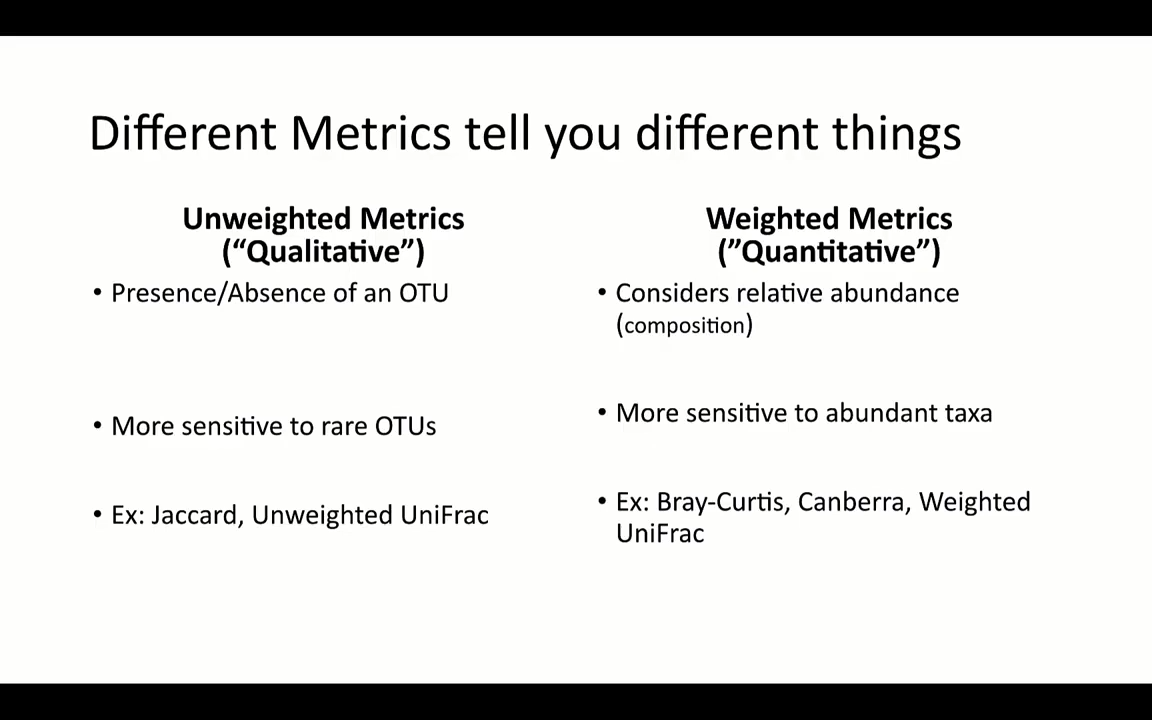 Different Metrics tell you different things
Unweighted Metrics
(“Qualitative”)
• Presence/Absence of an OTU
• More sensitive to rare OTUs
• Ex: Jaccard, Unweighted UniFrac
Weighted Metrics
(”Quantitative”)
• Considers relative abundance
(composition)
• More sensitive to abundant taxa
• Ex: Bray-Curtis, Canberra, Weighted
UniFrac